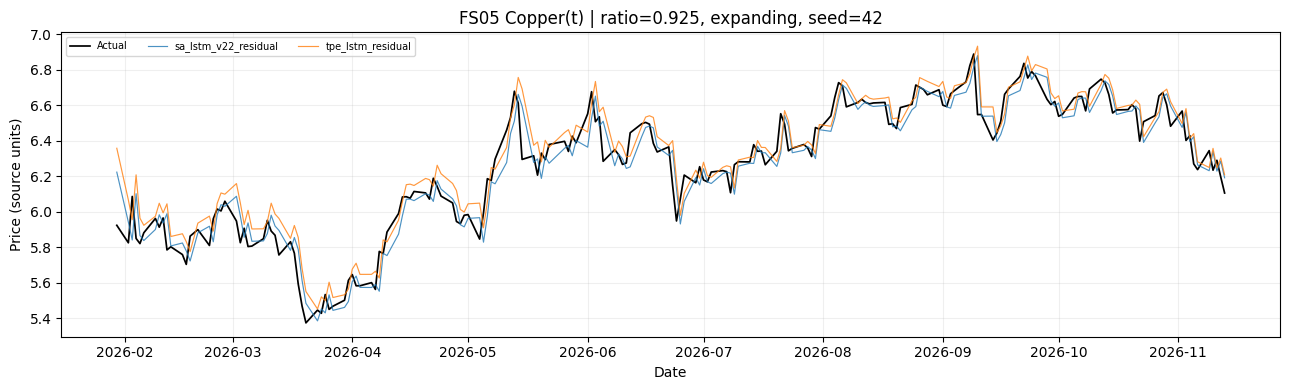 FS05 Copper(t) | ratio=0.925, expanding, seed=42
Actual sa_lstm_v22_residual tpe_lstm_residual
Price (source units)
7.0
6.8
6.6
6.4
6.2
6.0
5.8
5.6
5.4
2026-02 2026-03 2026-04 2026-05 2026-06 2026-07 2026-08 2026-09 2026-10 2026-11
Date